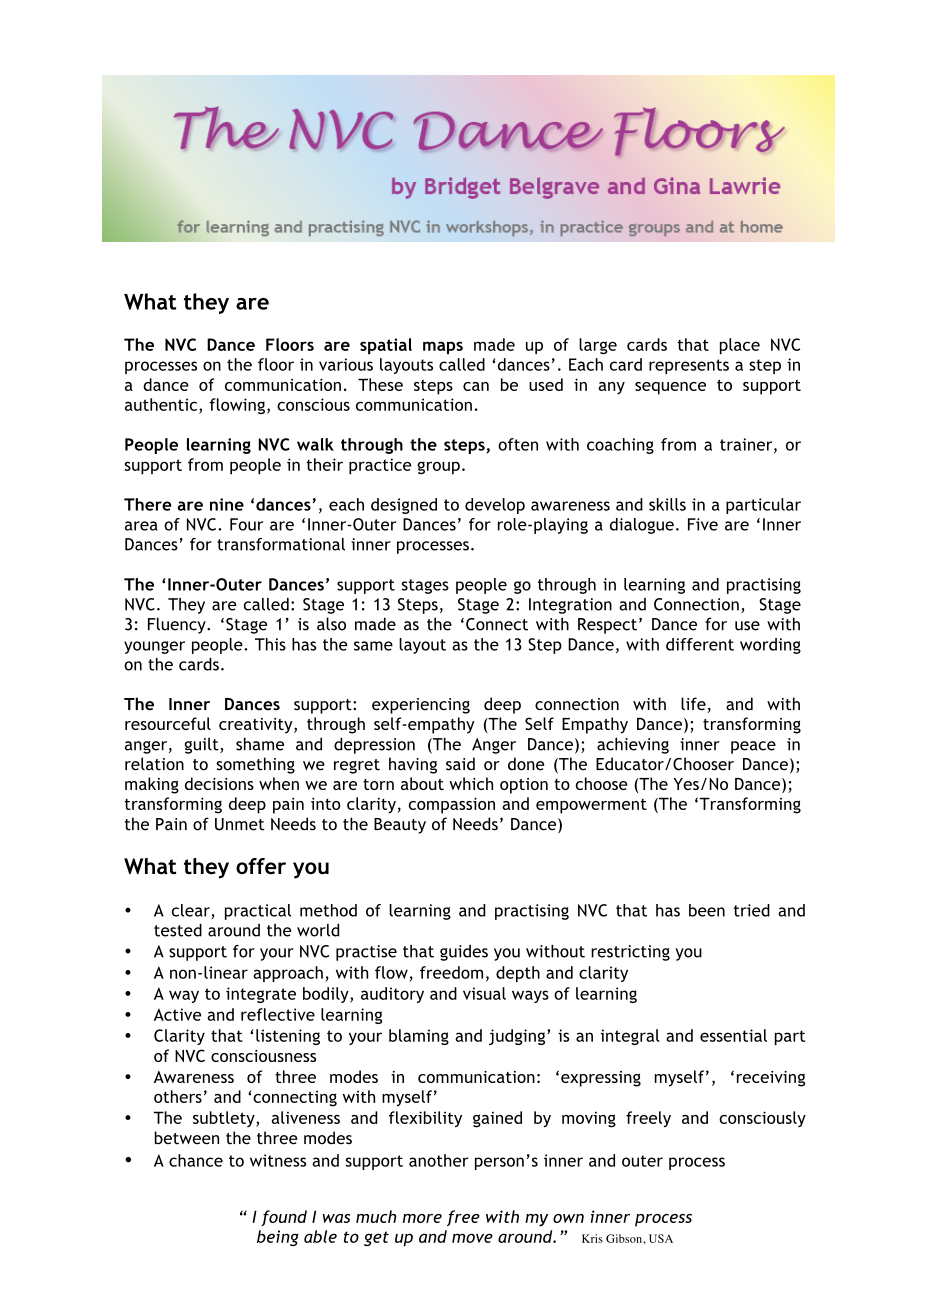 The NVC Dance Floors
by Bridget Belgrave and Gina Lawrie
for learning and practising NVC in workshops, in practice groups and at home
What they are
The NVC Dance Floors are spatial maps made up of large cards that place NVC
processes on the floor in various layouts called ‘dances’. Each card represents a step in
a dance of communication. These steps can be used in any sequence to support
authentic, flowing, conscious communication.
People learning NVC walk through the steps, often with coaching from a trainer, or
support from people in their practice group.
There are nine ‘dances’, each designed to develop awareness and skills in a particular
area of NVC. Four are ‘Inner-Outer Dances’ for role-playing a dialogue. Five are ‘Inner
Dances’ for transformational inner processes.
The ‘Inner-Outer Dances’ support stages people go through in learning and practising
NVC. They are called: Stage 1: 13 Steps,  Stage 2: Integration and Connection,  Stage
3: Fluency. ‘Stage 1’ is also made as the ‘Connect with Respect’ Dance for use with
younger people. This has the same layout as the 13 Step Dance, with different wording
on the cards.
The Inner Dances support: experiencing deep connection with life, and with
resourceful creativity, through self-empathy (The Self Empathy Dance); transforming
anger, guilt, shame and depression (The Anger Dance); achieving inner peace in
relation to something we regret having said or done (The Educator/Chooser Dance);
making decisions when we are torn about which option to choose (The Yes/No Dance);
transforming deep pain into clarity, compassion and empowerment (The ‘Transforming
the Pain of Unmet Needs to the Beauty of Needs’ Dance)
What they offer you
• A clear, practical method of learning and practising NVC that has been tried and
tested around the world
• A support for your NVC practise that guides you without restricting you
• A non-linear approach, with flow, freedom, depth and clarity
• A way to integrate bodily, auditory and visual ways of learning
• Active and reflective learning
• Clarity that ‘listening to your blaming and judging’ is an integral and essential part
of NVC consciousness
• Awareness of three modes in communication: ‘expressing myself’, ‘receiving
others’ and ‘connecting with myself’
• The subtlety, aliveness and flexibility gained by moving freely and consciously
between the three modes
• A chance to witness and support another person’s inner and outer process
“ I found I was much more free with my own inner process
being able to get up and move around.” Kris Gibson, USA